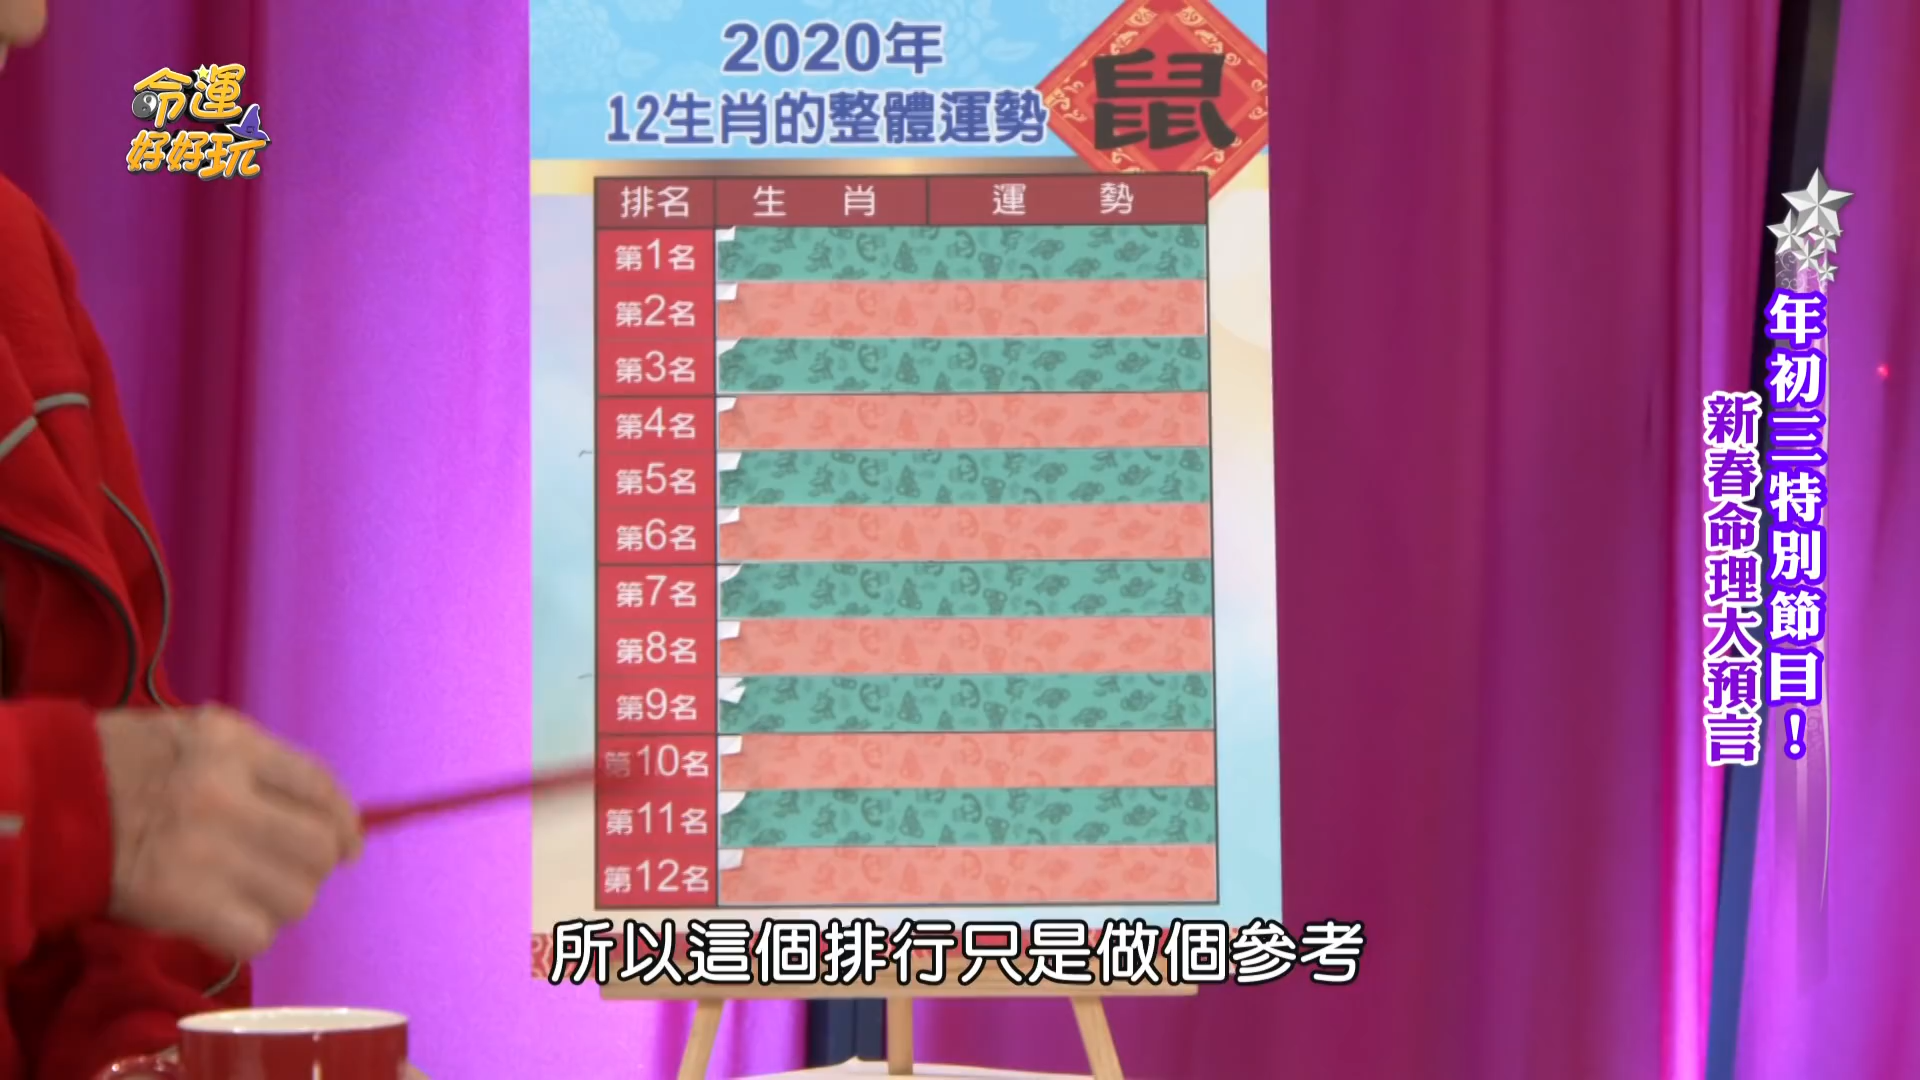 命運
好好玩
2020年
12生肖的整體運勢
鼠
排名 生肖 運勢
第1名
第2名
第3名
第4名
第5名
第6名
第7名
第8名
第9名
第10名
第11名
第12名
年初三特別節目!
新春命理大預言
所以這個排行只是做個參考